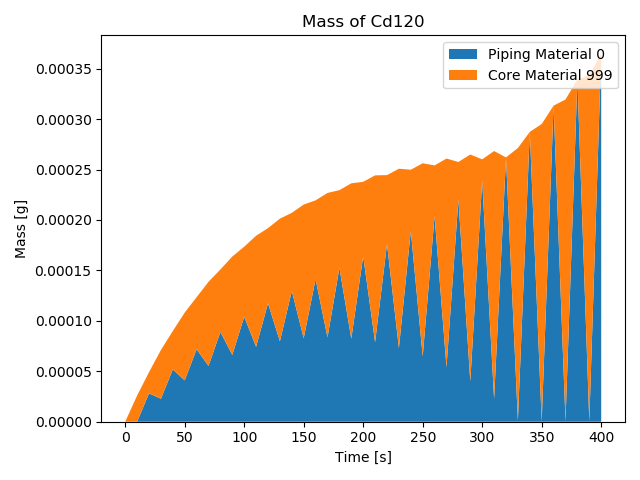 Mass of Cd120
Piping Material 0
Core Material 999
0.00035
0.00030
0.00025
0.00020
0.00015
0.00010
0.00005
0.00000
Mass [g]
0 50 100 150 200 250 300 350 400
Time [s]